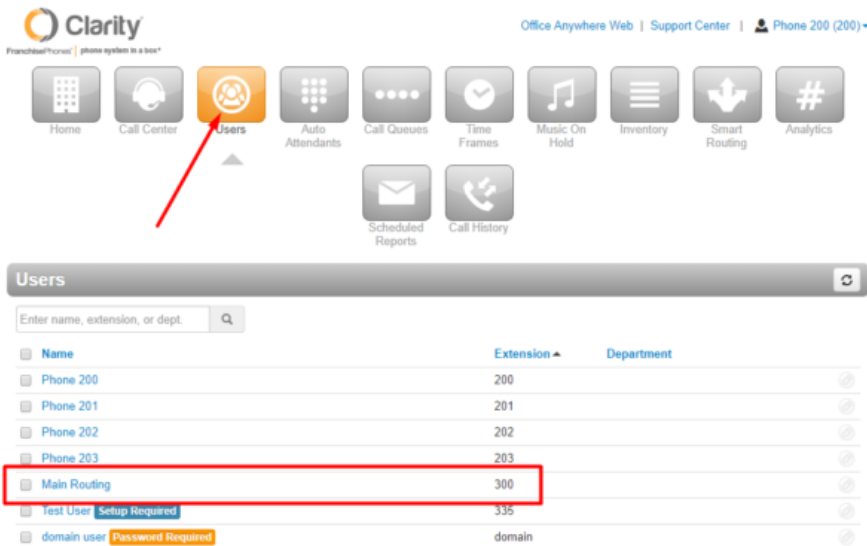 Clarity
Office Anywhere Web | Support Center | Phone 200 (200)
FranchisePhones' | phone system in a box*
Home
Call Center
Users
Auto Attendants
Call Queues
Time Frames
Music On Hold
Inventory
Smart Routing
#
Analytics
Scheduled Reports
Call History
Users
Enter name, extension, or dept.
Name Extension Department
Phone 200 200
Phone 201 201
Phone 202 202
Phone 203 203
Main Routing 300
Test User Setup Required 335
domain user Password Required domain